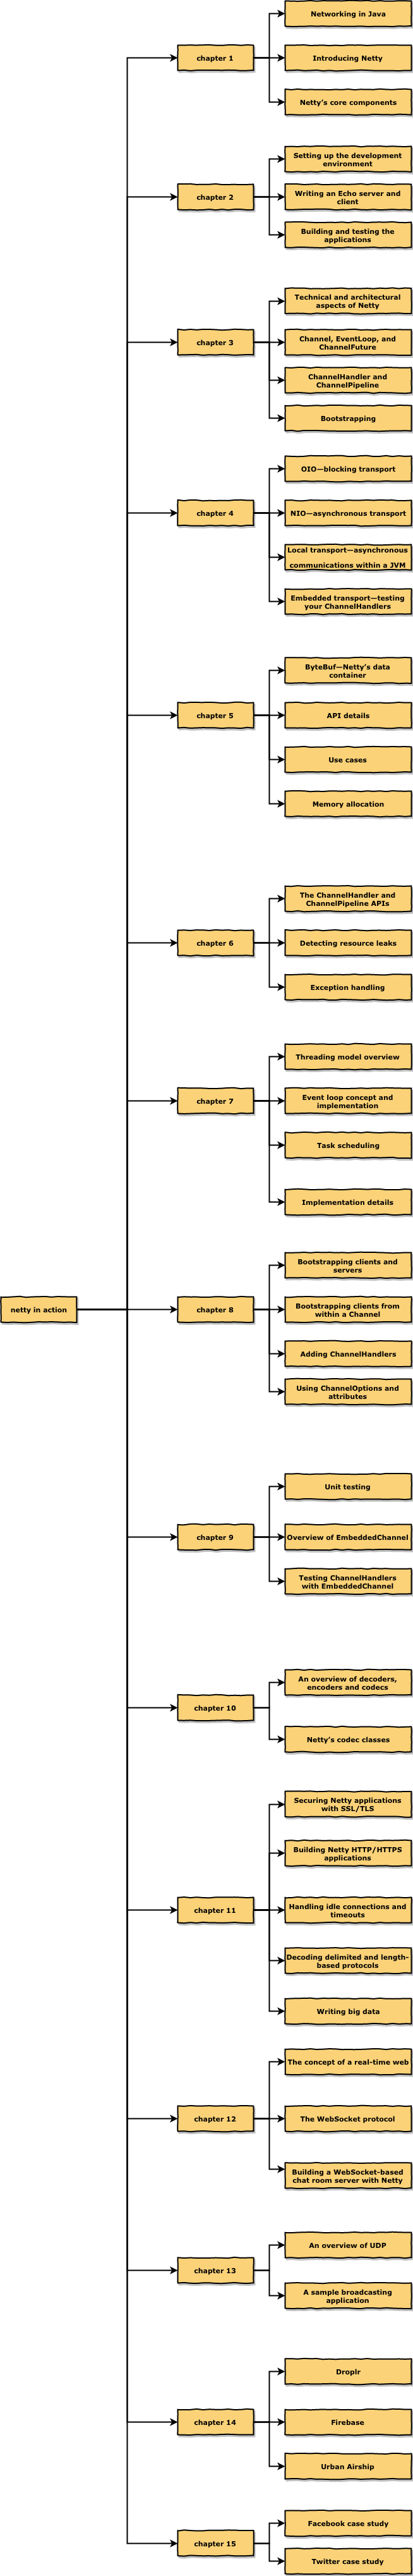 chapter 1
Networking in Java
Introducing Netty
Netty's core components
chapter 2
Setting up the development
environment
Writing an Echo server and
client
Building and testing the
applications
chapter 3
Technical and architectural
aspects of Netty
Channel, EventLoop, and
ChannelFuture
ChannelHandler and
ChannelPipeline
Bootstrapping
chapter 4
OIO—blocking transport
NIO—asynchronous transport
Local transport—asynchronous
communications within a JVM
Embedded transport—testing
your ChannelHandlers
chapter 5
ByteBuf—Netty's data
container
API details
Use cases
Memory allocation
chapter 6
The ChannelHandler and
ChannelPipeline APIs
Detecting resource leaks
Exception handling
chapter 7
Threading model overview
Event loop concept and
implementation
Task scheduling
Implementation details
netty in action
chapter 8
Bootstrapping clients and
servers
Bootstrapping clients from
within a Channel
Adding ChannelHandlers
Using ChannelOptions and
attributes
chapter 9
Unit testing
Overview of EmbeddedChannel
Testing ChannelHandlers
with EmbeddedChannel
chapter 10
An overview of decoders,
encoders and codecs
Netty's codec classes
chapter 11
Securing Netty applications
with SSL/TLS
Building Netty HTTP/HTTPS
applications
Handling idle connections and
timeouts
Decoding delimited and length-
based protocols
Writing big data
chapter 12
The concept of a real-time web
The WebSocket protocol
Building a WebSocket-based
chat room server with Netty
chapter 13
An overview of UDP
A sample broadcasting
application
chapter 14
Droplr
Firebase
Urban Airship
chapter 15
Facebook case study
Twitter case study